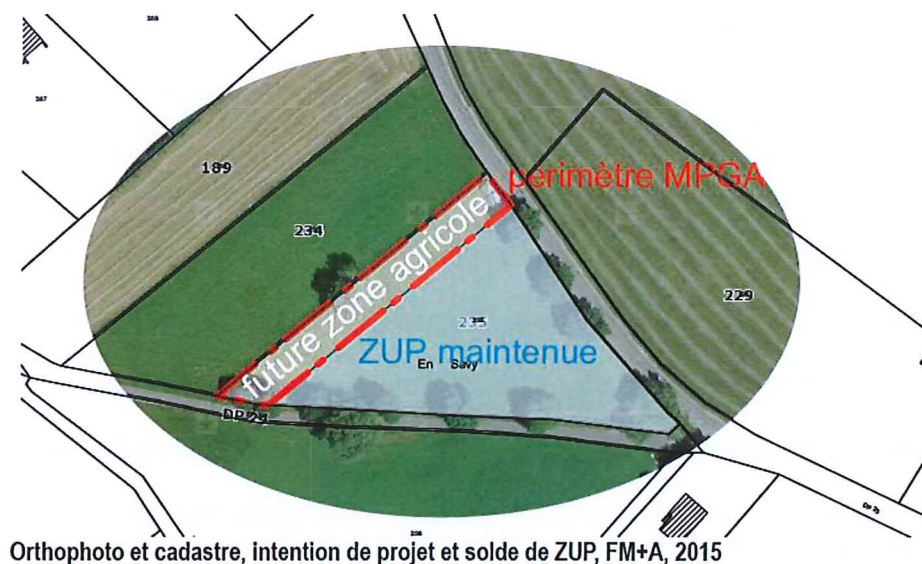 189
234
périmètre MPGA
future zone agricole
229
235
ZUP maintenue
En Savy
DP 21
Orthophoto et cadastre, intention de projet et solde de ZUP, FM+A, 2015